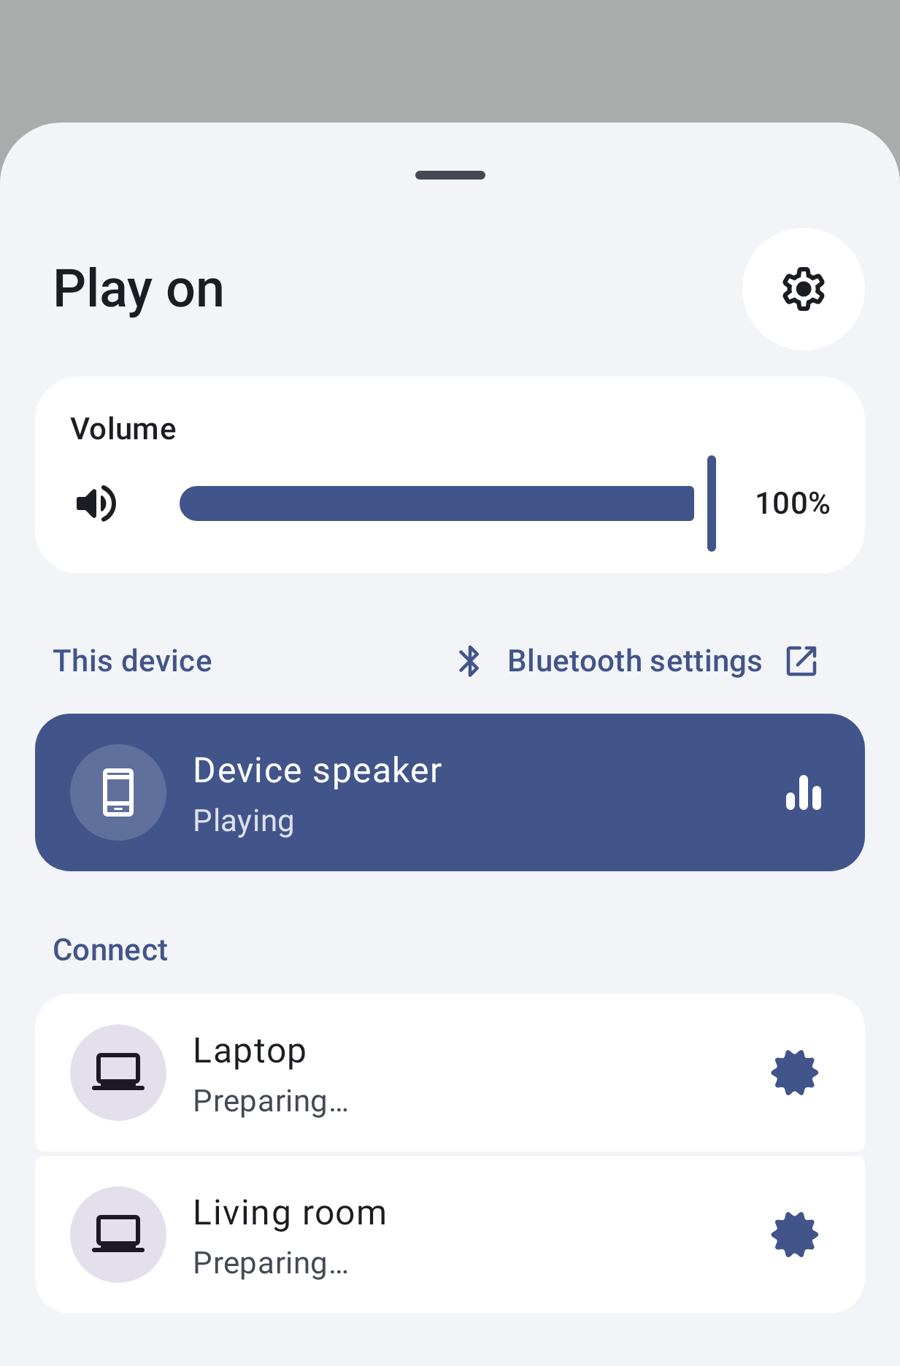 Play on
Volume
100%
This device
Bluetooth settings
Device speaker
Playing
Connect
Laptop
Preparing…
Living room
Preparing…